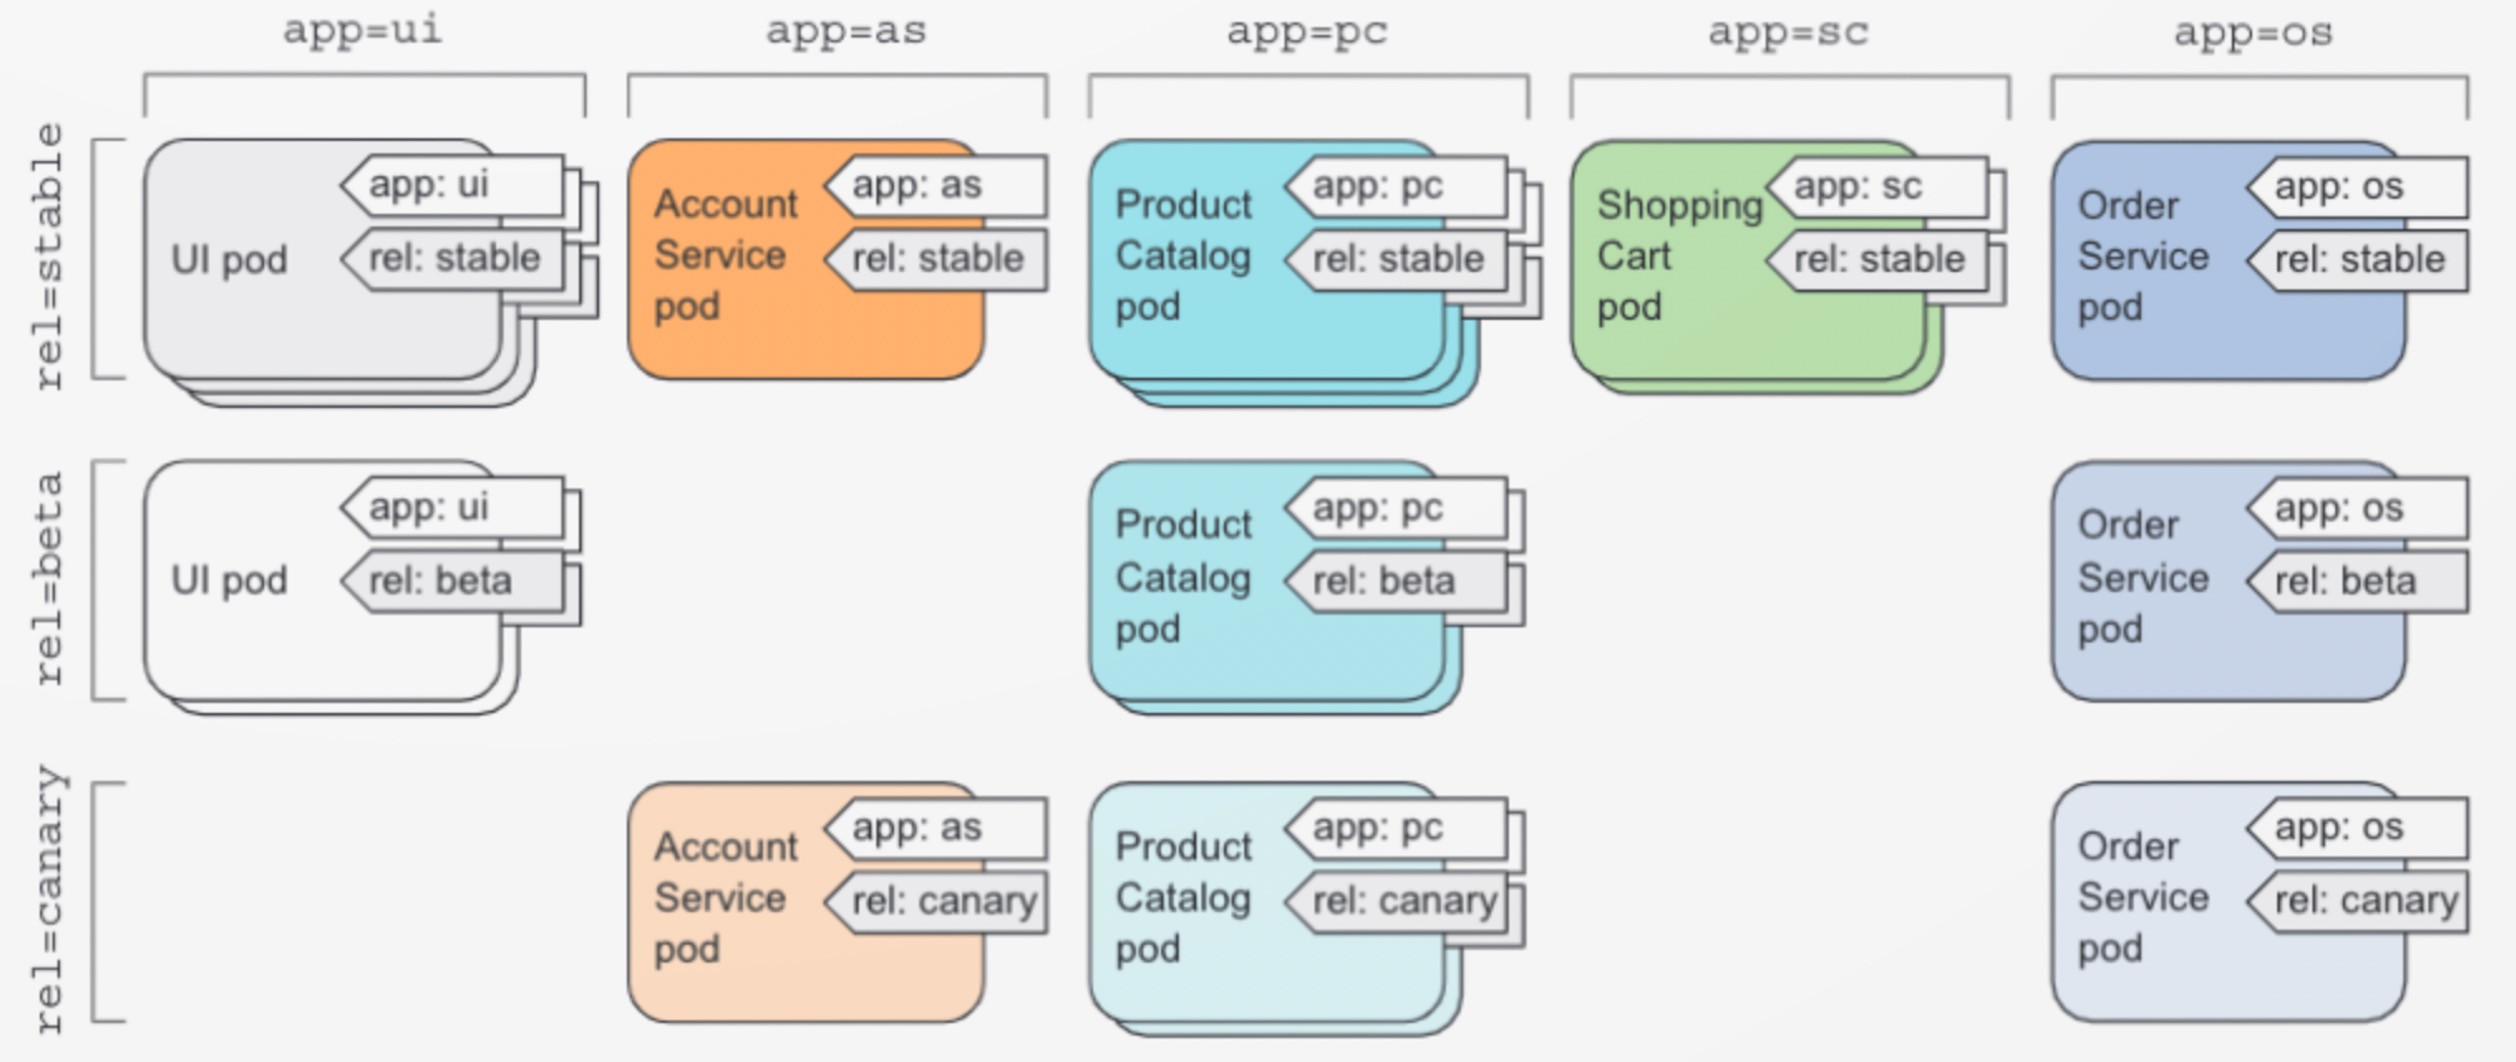 app=ui
app=as
app=pc
app=sc
app=os
rel=stable
UI pod
app: ui
rel: stable
Account
Service
pod
app: as
rel: stable
Product
Catalog
pod
app: pc
rel: stable
Shopping
Cart
pod
app: sc
rel: stable
Order
Service
pod
app: os
rel: stable
rel=beta
UI pod
app: ui
rel: beta
Product
Catalog
pod
app: pc
rel: beta
Order
Service
pod
app: os
rel: beta
rel=canary
Account
Service
pod
app: as
rel: canary
Product
Catalog
pod
app: pc
rel: canary
Order
Service
pod
app: os
rel: canary